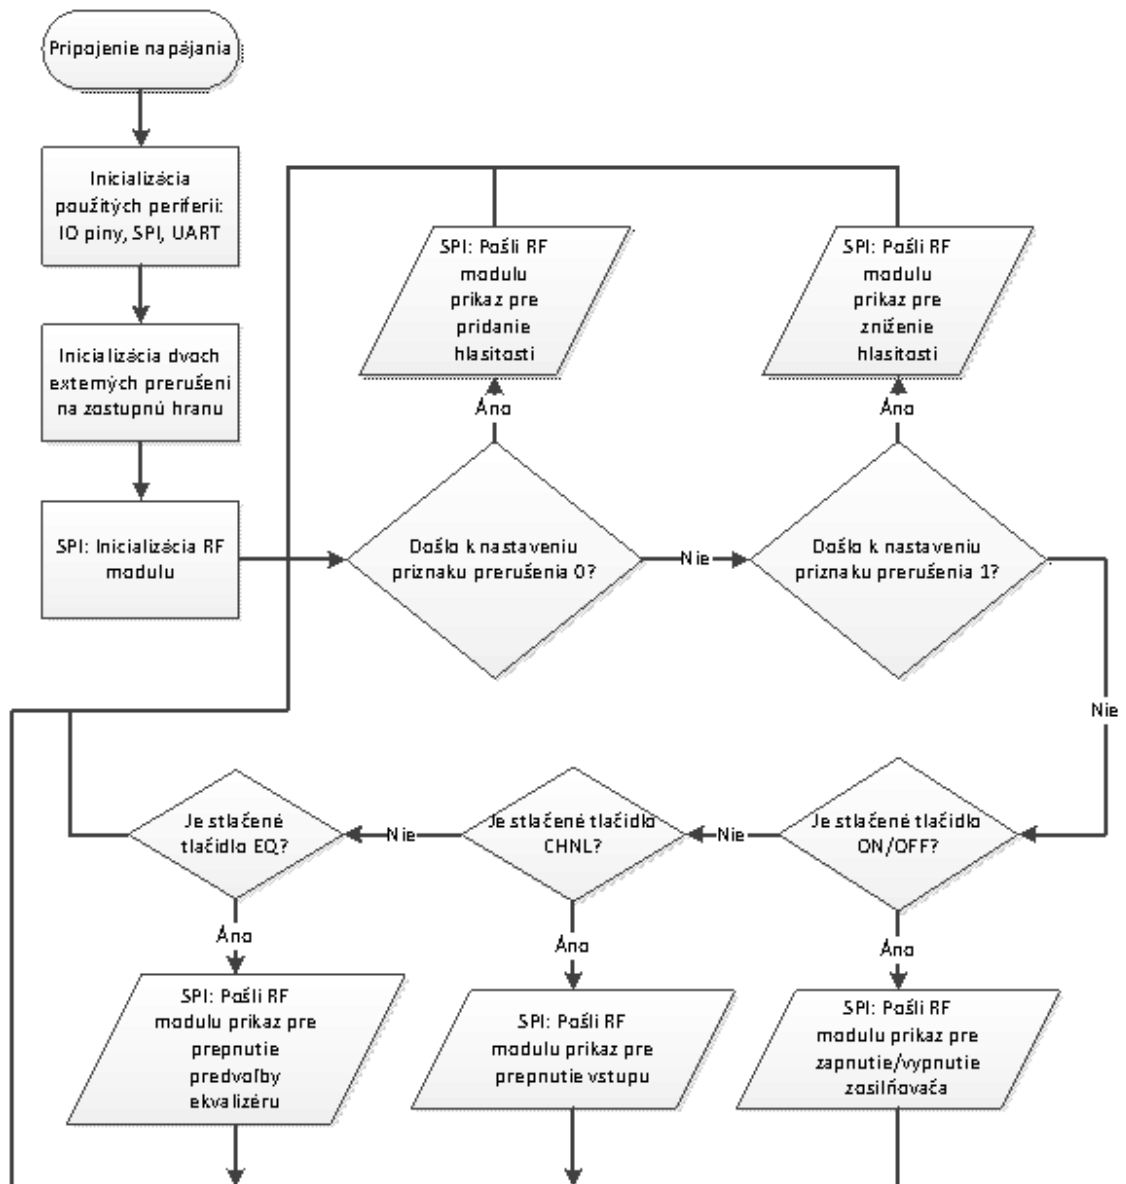 Pripojenie napájania
Inicializácia
použitých periferii:
IO piny, SPI, UART
Inicializácia dvoch
externých prerušení
na zostupnú hranu
SPI: Inicializácia RF
modulu
SPI: Pošli RF
modulu
príkaz pre
pridanie
hlasitosti
SPI: Pošli RF
modulu
príkaz pre
zníženie
hlasitosti
Áno
Áno
Došlo k nastaveniu
príznaku prerušenia 0?
Nie
Došlo k nastaveniu
príznaku prerušenia 1?
Nie
Je stlačené
tlačidlo EQ?
Nie
Je stlačené tlačidlo
CHNL?
Nie
Je stlačené tlačidlo
ON/OFF?
Áno
Áno
Áno
SPI: Pošli RF
modulu príkaz pre
prepnutie
predvoľby
ekvalizéru
SPI: Pošli RF
modulu príkaz pre
prepnutie vstupu
SPI: Pošli RF
modulu príkaz pre
zapnutie/vypnutie
zosilňovača